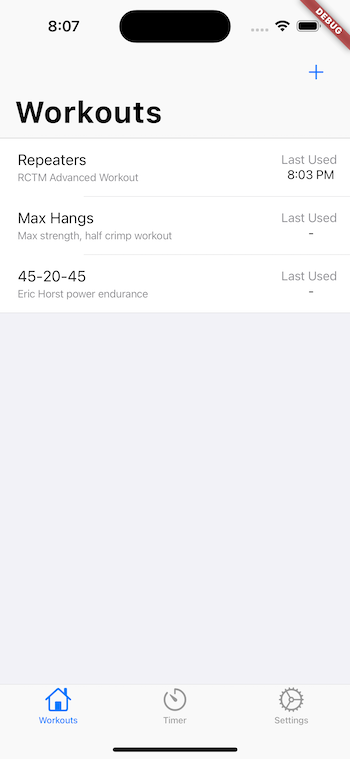 8:07
DEBUG
Workouts
Repeaters
Last Used
RCTM Advanced Workout
8:03 PM
Max Hangs
Last Used
Max strength, half crimp workout
-
45-20-45
Last Used
Eric Horst power endurance
-
Workouts
Timer
Settings